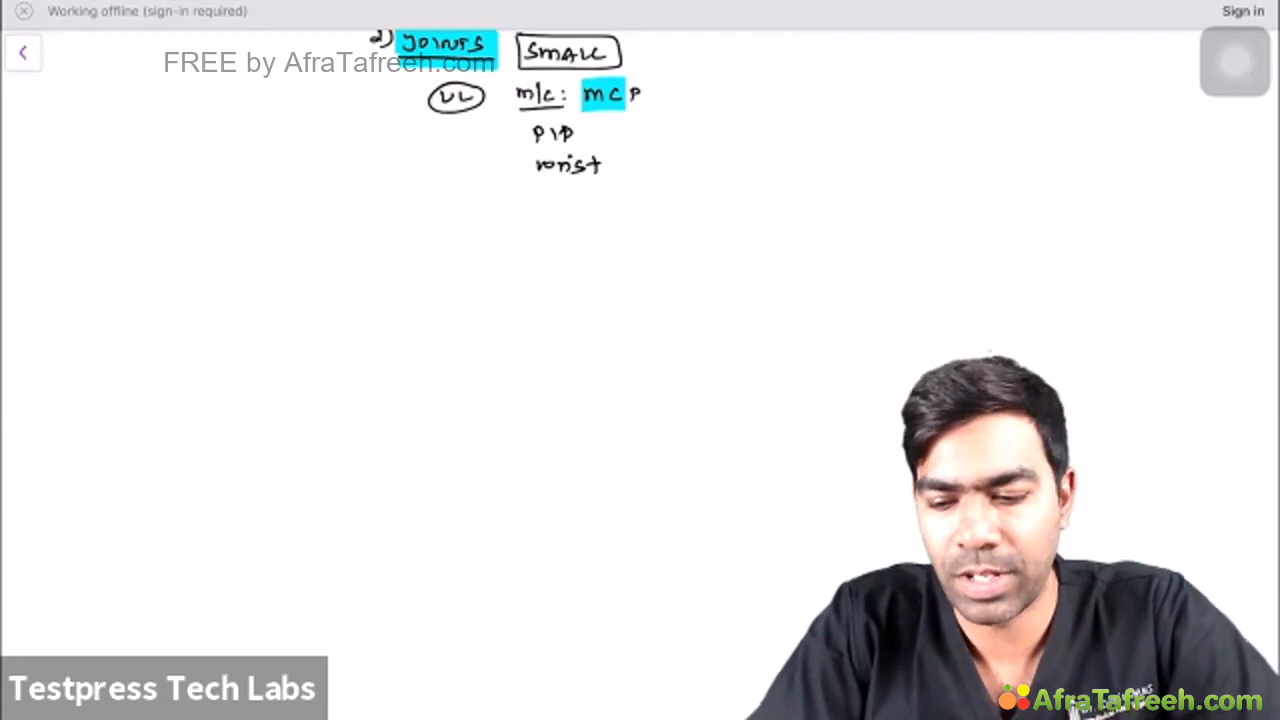 Working offline (sign-in required)
Sign in
2) JOINTS SMALL
FREE by AfraTafreeh.com
UL m/c: MCP
PIP
wrist
Testpress Tech Labs
AfraTafreeh.com